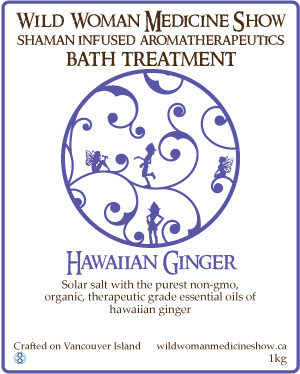 Wild Woman Medicine Show
Shaman Infused Aromatherapeutics
Bath Treatment
Hawaiian Ginger
Solar salt with the purest non-gmo,
organic, therapeutic grade essential oils of
hawaiian ginger
Crafted on Vancouver Island wildwomanmedicineshow.ca
1kg